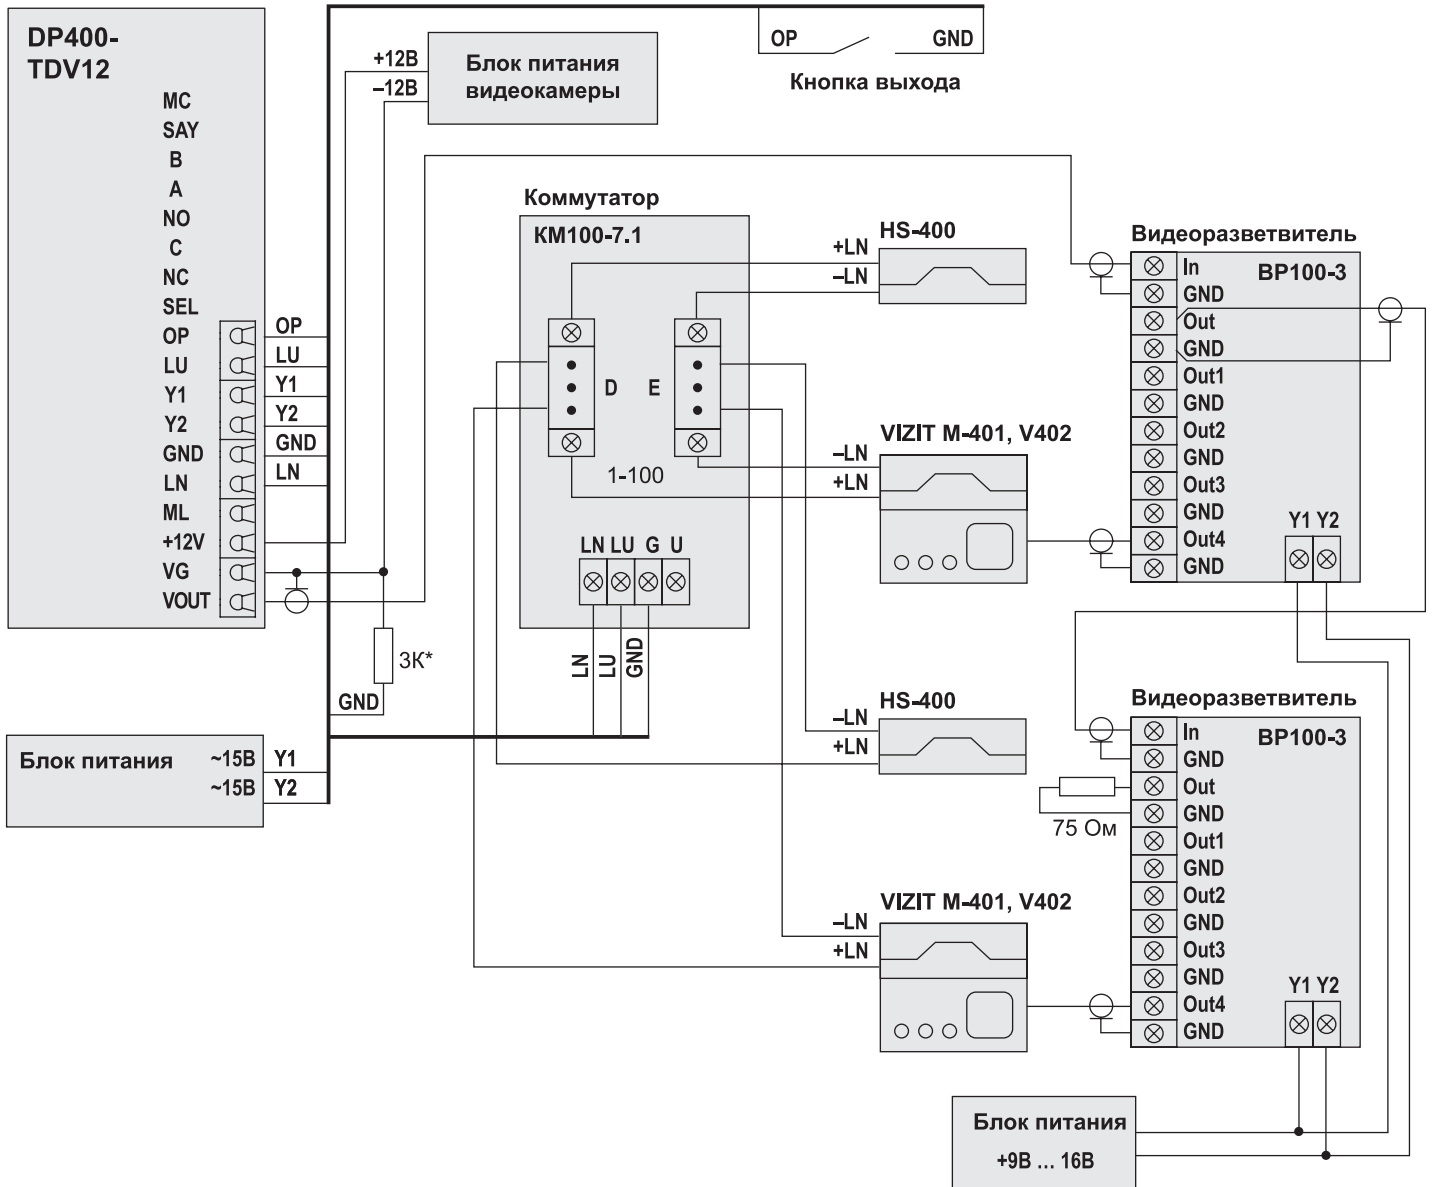 DP400-
TDV12
MC
SAY
B
A
NO
C
NC
SEL
OP
LU
Y1
Y2
GND
LN
ML
+12V
VG
VOUT
OP
LU
Y1
Y2
GND
LN
+12В
–12В
Блок питания
видеокамеры
OP
GND
Кнопка выхода
3К*
GND
Блок питания
~15В
~15В
Y1
Y2
Коммутатор
КМ100-7.1
D
E
1-100
LN LU G U
LN
LU
GND
HS-400
+LN
–LN
VIZIT M-401, V402
–LN
+LN
HS-400
–LN
+LN
VIZIT M-401, V402
–LN
+LN
Видеоразветвитель
BP100-3
In
GND
Out
GND
Out1
GND
Out2
GND
Out3
GND
Out4
GND
Y1 Y2
Видеоразветвитель
BP100-3
In
GND
Out
GND
Out1
GND
Out2
GND
Out3
GND
Out4
GND
Y1 Y2
75 Ом
Блок питания
+9В ... 16В